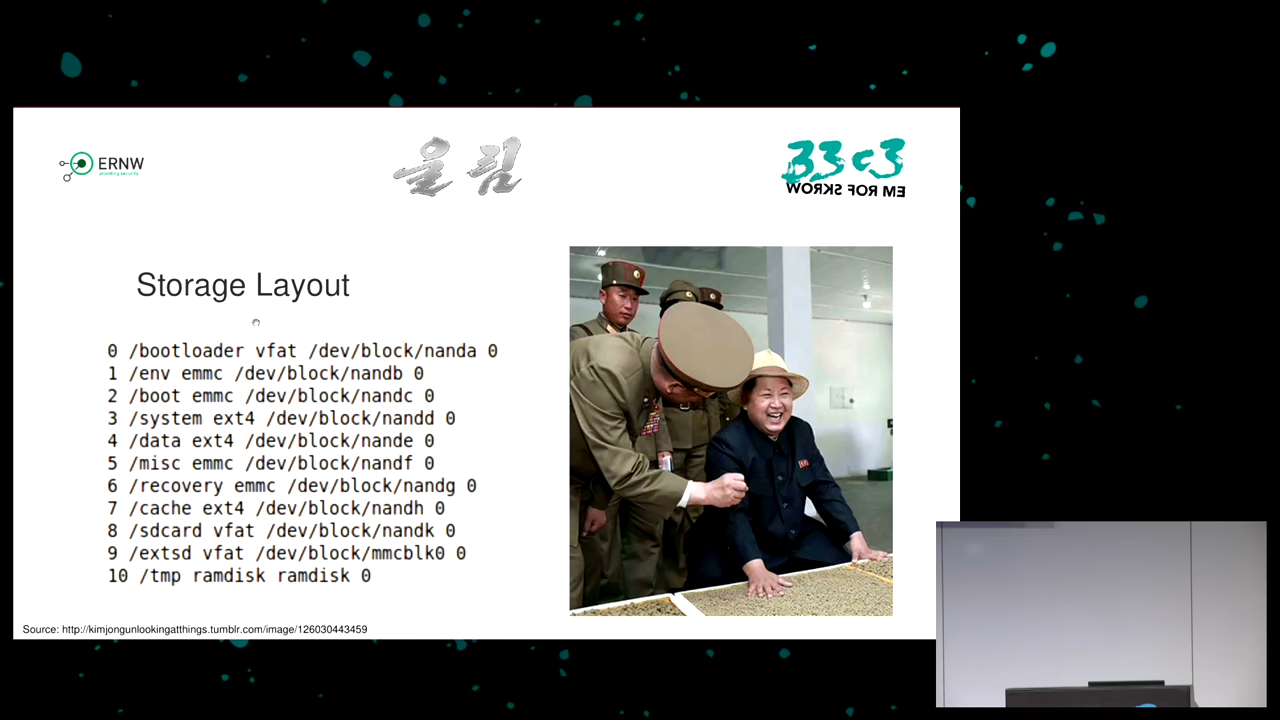 ERNW
providing security.
울림
33c3
WORKS FOR ME
Storage Layout
0 /bootloader vfat /dev/block/nanda 0
1 /env emmc /dev/block/nandb 0
2 /boot emmc /dev/block/nandc 0
3 /system ext4 /dev/block/nandd 0
4 /data ext4 /dev/block/nande 0
5 /misc emmc /dev/block/nandf 0
6 /recovery emmc /dev/block/nandg 0
7 /cache ext4 /dev/block/nandh 0
8 /sdcard vfat /dev/block/nandk 0
9 /extsd vfat /dev/block/mmcblk0 0
10 /tmp ramdisk ramdisk 0
Source: http://kimjongunlookingatthings.tumblr.com/image/126030443459